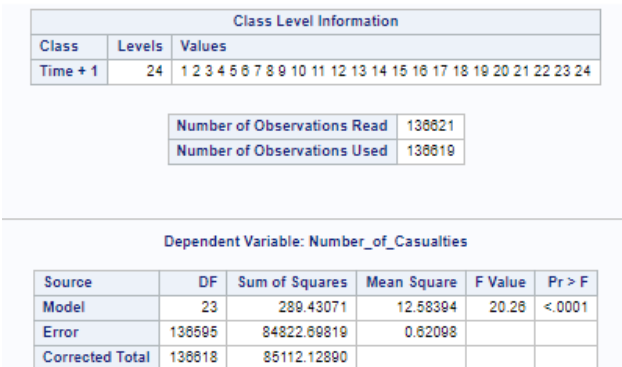 Class Level Information
Class Levels Values
Time + 1 24 1 2 3 4 5 6 7 8 9 10 11 12 13 14 15 16 17 18 19 20 21 22 23 24
Number of Observations Read 136621
Number of Observations Used 136619
Dependent Variable: Number_of_Casualties
Source DF Sum of Squares Mean Square F Value Pr > F
Model 23 289.43071 12.58394 20.26 <.0001
Error 136595 84822.69819 0.62098
Corrected Total 136618 85112.12890